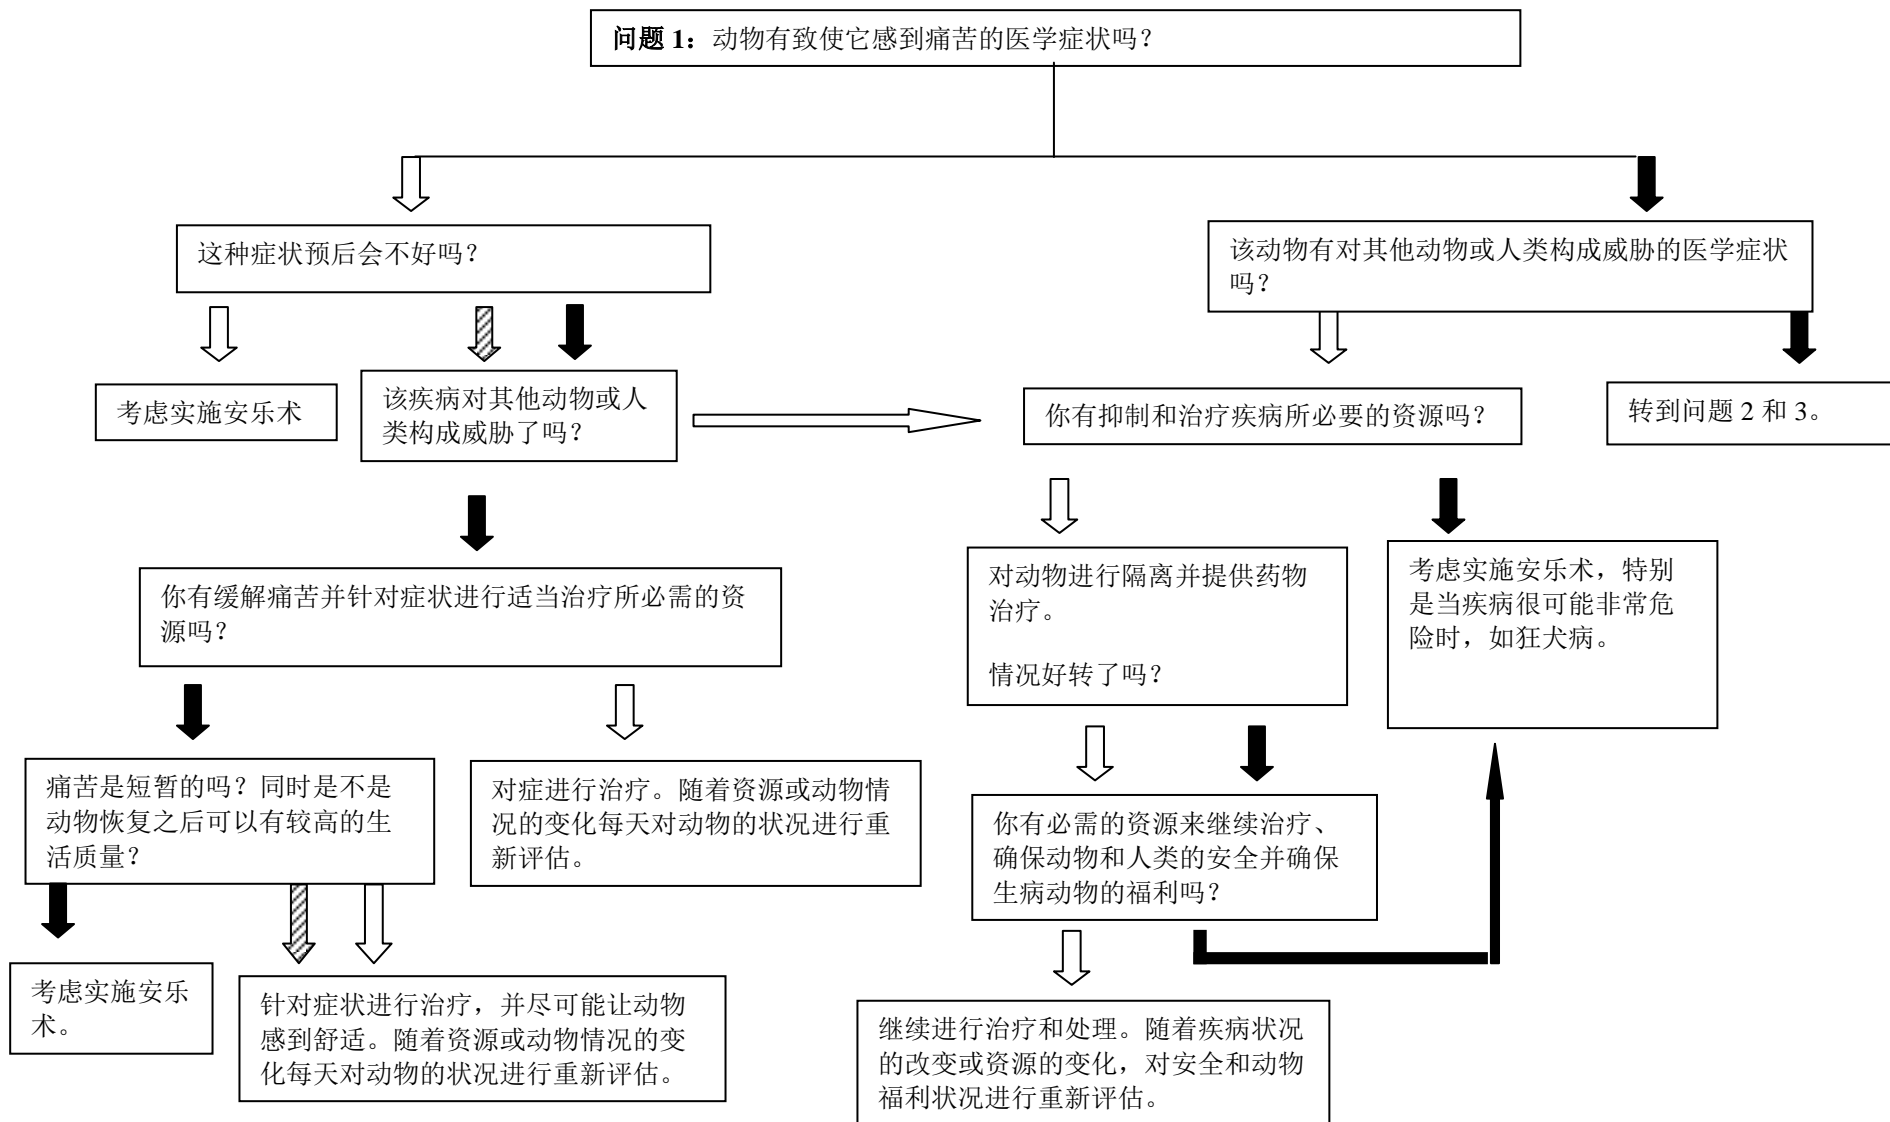 问题 1：动物有致使它感到痛苦的医学症状吗？
这种症状预后会不好吗？
该动物有对其他动物或人类构成威胁的医学症状
吗？
考虑实施安乐术
该疾病对其他动物或人
类构成威胁了吗？
你有抑制和治疗疾病所必要的资源吗？
转到问题 2 和 3。
你有缓解痛苦并针对症状进行适当治疗所必需的资
源吗？
对动物进行隔离并提供药物
治疗。
情况好转了吗？
考虑实施安乐术，特别
是当疾病很可能非常危
险时，如狂犬病。
痛苦是短暂的吗？同时是不是
动物恢复之后可以有较高的生
活质量？
对症进行治疗。随着资源或动物情
况的变化每天对动物的状况进行重
新评估。
你有必需的资源来继续治疗、
确保动物和人类的安全并确保
生病动物的福利吗？
考虑实施安乐
术。
针对症状进行治疗，并尽可能让动物
感到舒适。随着资源或动物情况的变
化每天对动物的状况进行重新评估。
继续进行治疗和处理。随着疾病状况
的改变或资源的变化，对安全和动物
福利状况进行重新评估。